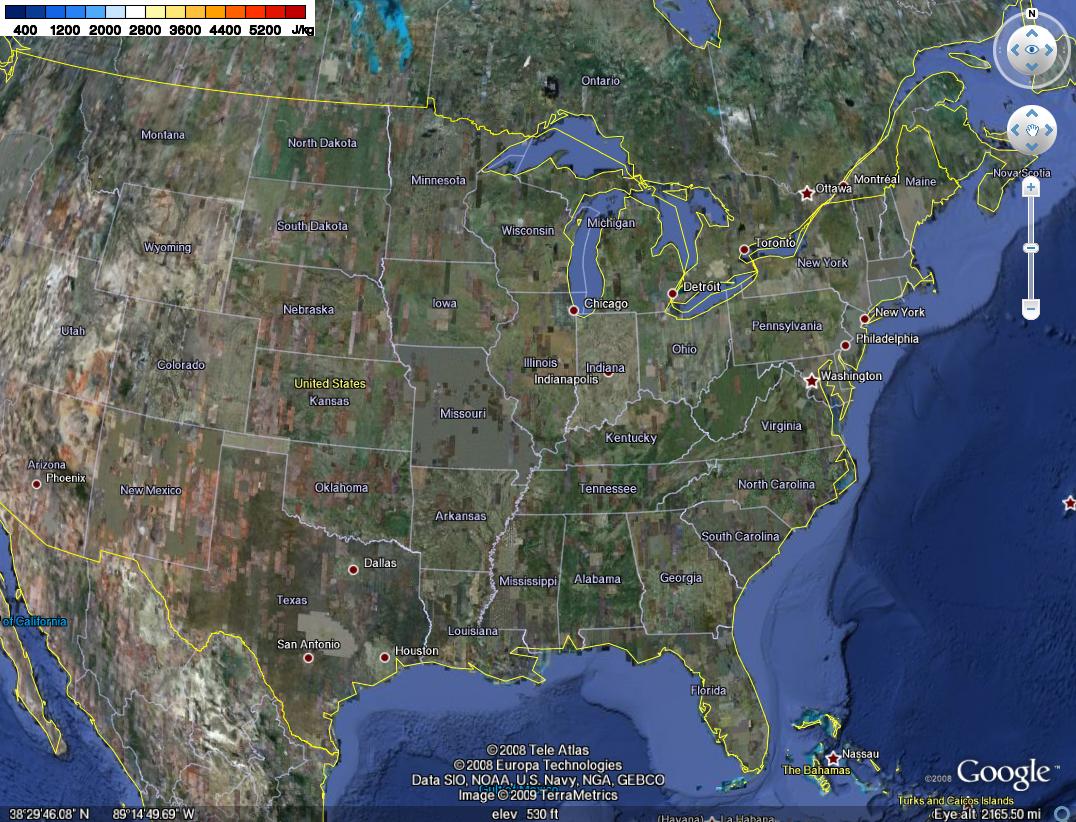 400 1200 2000 2800 3600 4400 5200 J/kg
N
Ontario
Montana
North Dakota
Minnesota
Ottawa
Montréal
Maine
Nova Scotia
South Dakota
Wisconsin
Michigan
Toronto
New York
Wyoming
Nebraska
Iowa
Chicago
Detroit
New York
Pennsylvania
Philadelphia
Utah
Colorado
Illinois
Indiana
Ohio
Indianapolis
Washington
United States
Kansas
Missouri
Kentucky
Virginia
Arizona
Phoenix
New Mexico
Oklahoma
Tennessee
North Carolina
Arkansas
South Carolina
Dallas
Mississippi
Alabama
Georgia
Texas
of California
Louisiana
San Antonio
Houston
Florida
©2008 Tele Atlas
©2008 Europa Technologies
Data SIO, NOAA, U.S. Navy, NGA, GEBCO
Image ©2009 TerraMetrics
Nassau
The Bahamas
©2008 Google™
Turks and Caicos Islands
38°29'46.08" N 89°14'49.69" W
elev 530 ft
(Havana) La Habana
Eye alt 2165.50 mi